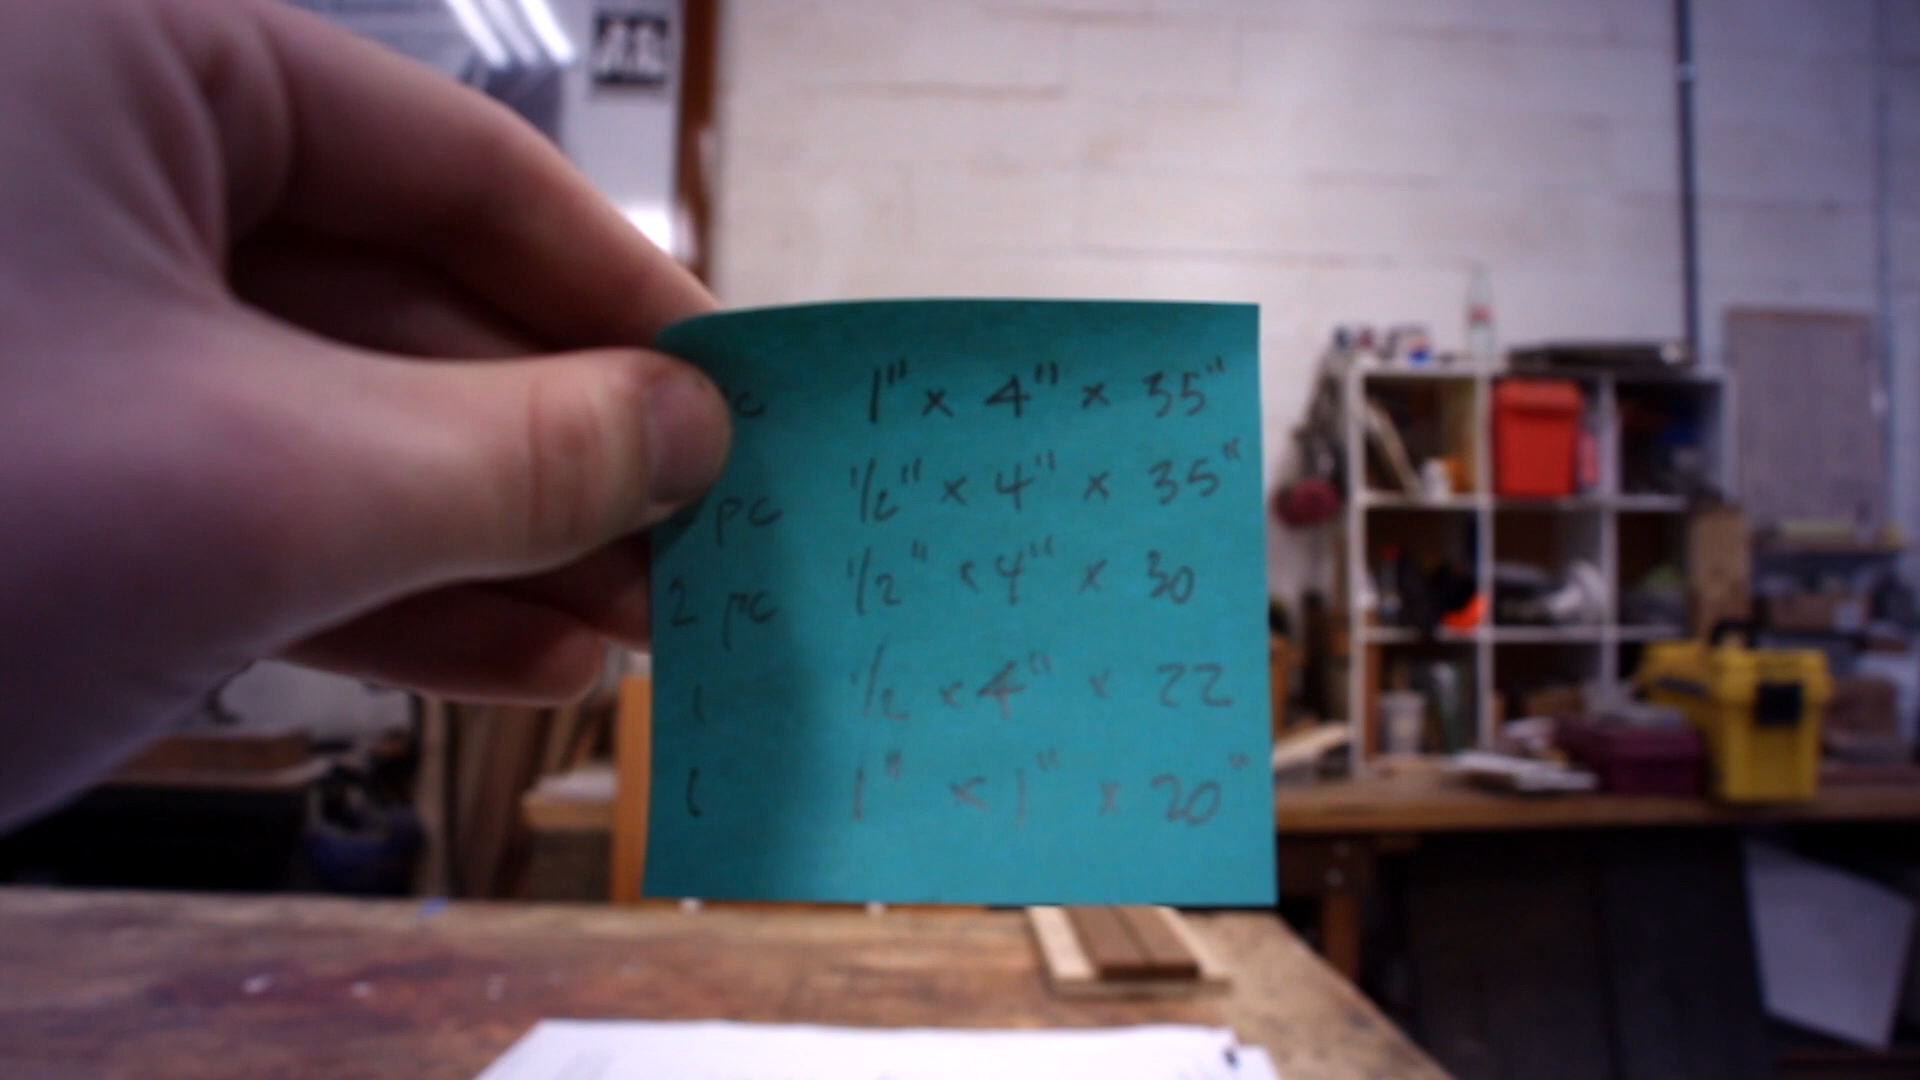 1" x 4" x 35"
pc 1/2" x 4" x 35"
2 pc 1/2" x 4" x 30
1 1/2 x 4" x 22
1 1" x 1" x 20"